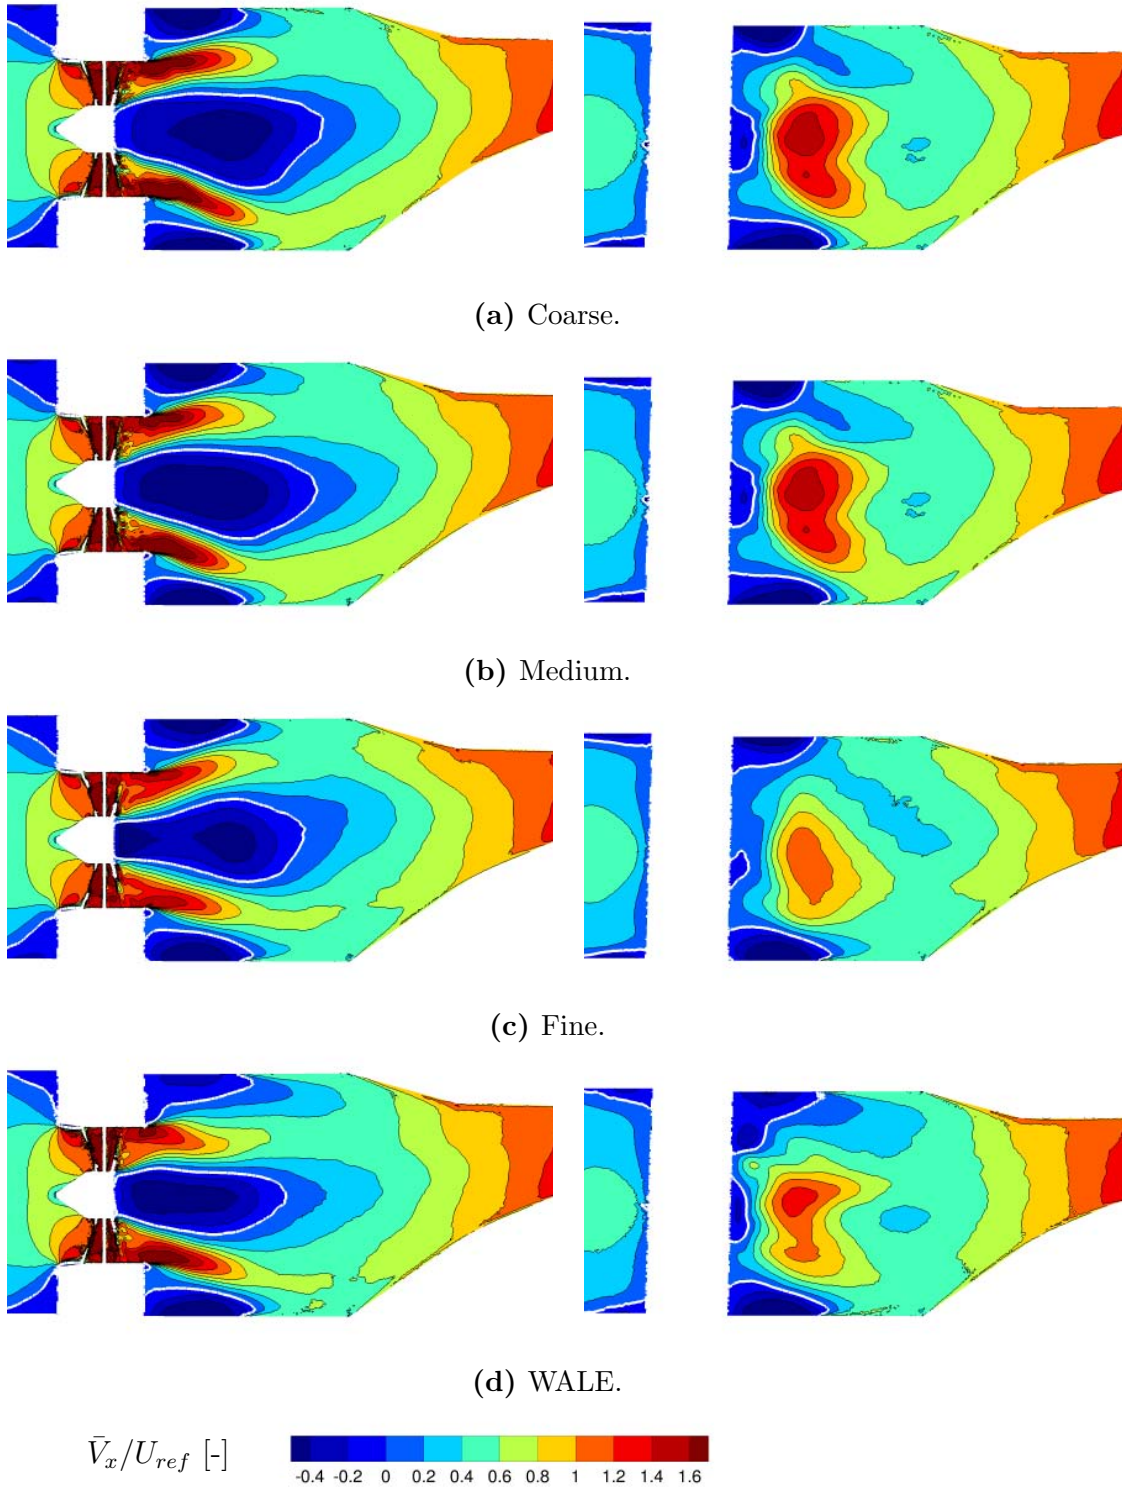 (a) Coarse.
(b) Medium.
(c) Fine.
(d) WALE.
V̄ₓ/U_ref [-]
-0.4 -0.2 0 0.2 0.4 0.6 0.8 1 1.2 1.4 1.6